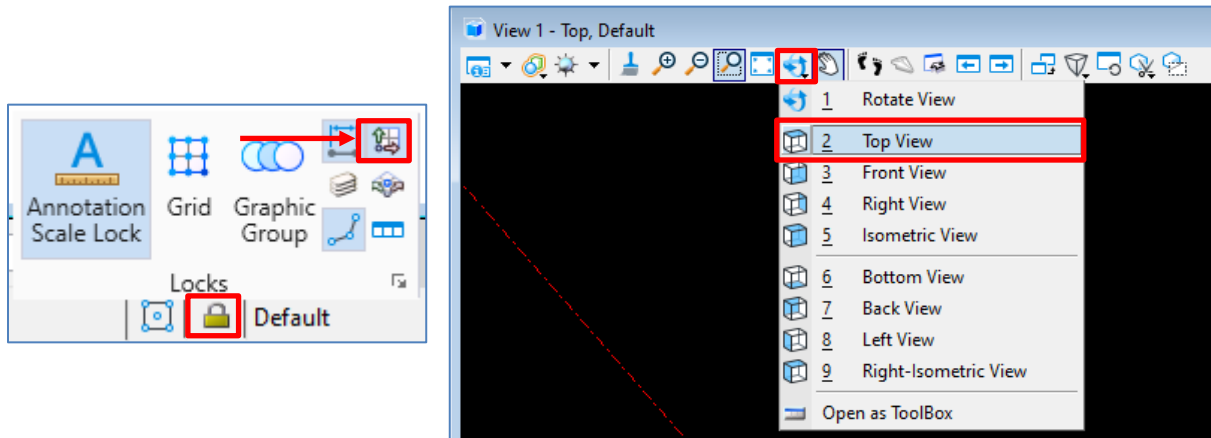 A
Annotation
Scale Lock
Grid
Graphic
Group
Locks
Default
View 1 - Top, Default
1 Rotate View
2 Top View
3 Front View
4 Right View
5 Isometric View
6 Bottom View
7 Back View
8 Left View
9 Right-Isometric View
Open as ToolBox